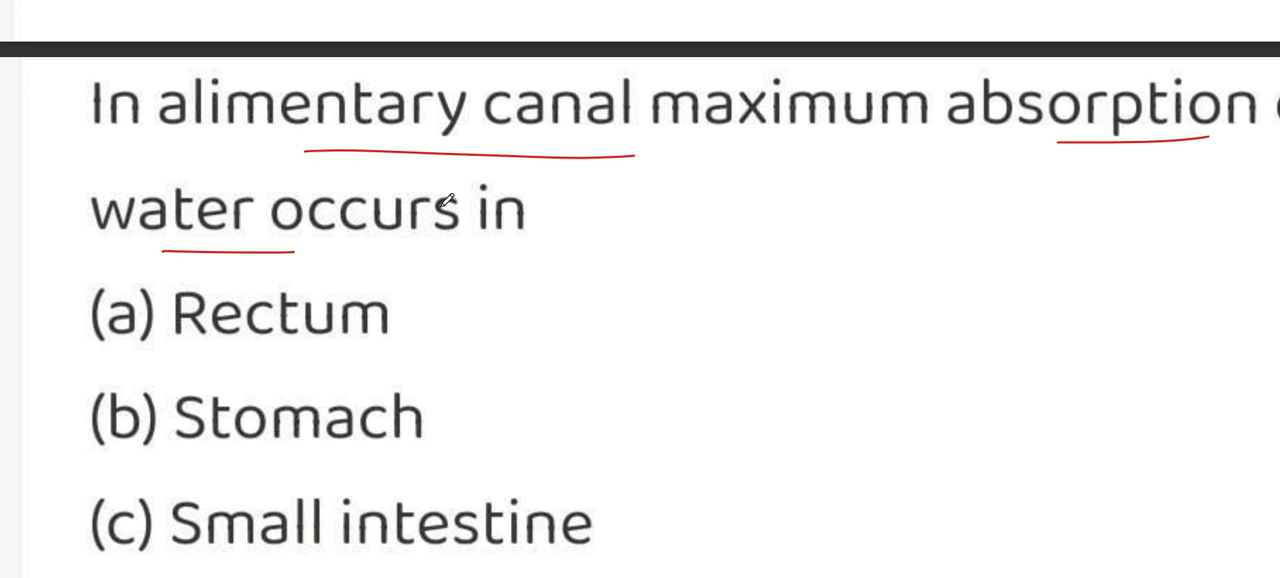 In alimentary canal maximum absorption
water occurs in
(a) Rectum
(b) Stomach
(c) Small intestine